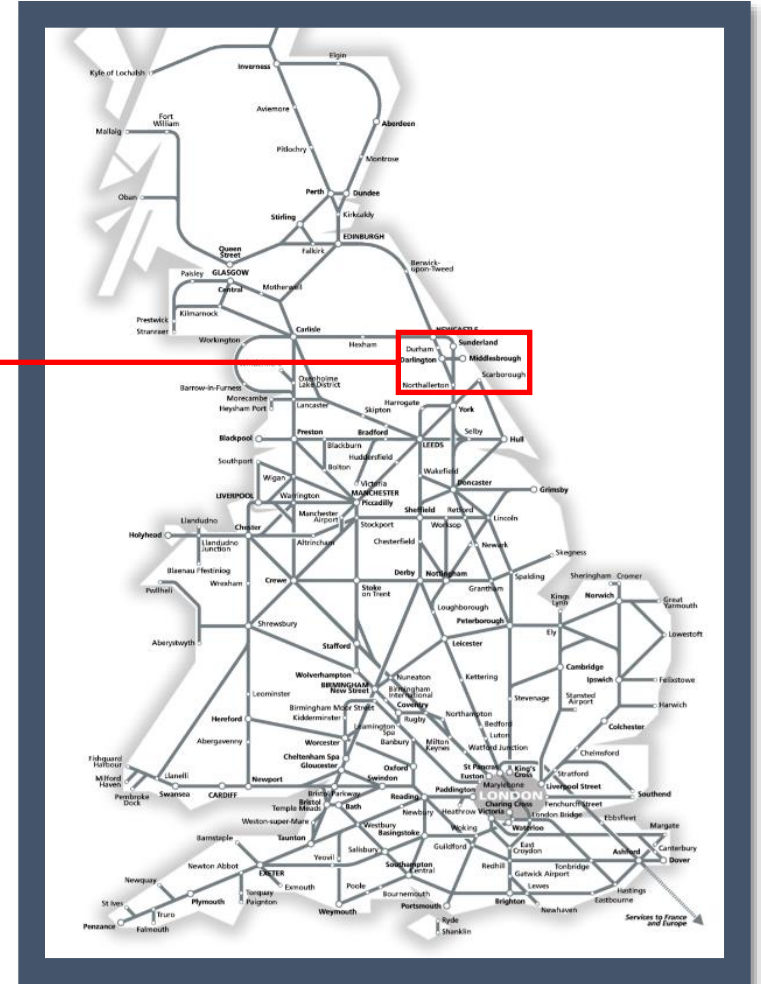 Elgin
Inverness
Kyle of Lochalsh
Aviemore
Fort
William
Aberdeen
Mallaig
Pitlochry
Montrose
Perth
Dundee
Oban
Stirling
Kirkcaldy
EDINBURGH
Queen
Street
Falkirk
Berwick-
upon-Tweed
Paisley
GLASGOW
Central
Motherwell
Kilmarnock
Prestwick
Stranraer
Carlisle
NEWCASTLE
Workington
Hexham
Durham
Sunderland
Darlington
Middlesbrough
Scarborough
Oxenholme
Lake District
Northallerton
Barrow-in-Furness
Morecambe
Heysham Port
Lancaster
Harrogate
York
Skipton
Blackpool
Preston
Bradford
LEEDS
Selby
Hull
Blackburn
Huddersfield
Southport
Bolton
Wakefield
Wigan
Victoria
MANCHESTER
Piccadilly
Doncaster
Grimsby
LIVERPOOL
Warrington
Manchester
Airport
Sheffield
Retford
Llandudno
Chester
Stockport
Worksop
Lincoln
Holyhead
Llandudno
Junction
Altrincham
Chesterfield
Newark
Skegness
Blaenau Ffestiniog
Wrexham
Crewe
Derby
Nottingham
Pwllheli
Stoke
on Trent
Grantham
Spalding
Sheringham
Cromer
Kings
Lynn
Norwich
Great
Yarmouth
Loughborough
Peterborough
Shrewsbury
Ely
Lowestoft
Aberystwyth
Stafford
Leicester
Wolverhampton
Cambridge
BIRMINGHAM
New Street
Nuneaton
Kettering
Ipswich
Felixstowe
Birmingham
International
Leominster
Coventry
Stevenage
Stansted
Airport
Harwich
Birmingham Moor Street
Kidderminster
Rugby
Northampton
Hereford
Leamington
Spa
Bedford
Colchester
Abergavenny
Worcester
Banbury
Milton
Keynes
Luton
Watford Junction
Chelmsford
Fishguard
Harbour
Cheltenham Spa
Gloucester
Oxford
St Pancras
King's
Cross
Euston
Stratford
Milford
Haven
Llanelli
Swindon
Marylebone
Liverpool Street
Pembroke
Dock
Swansea
CARDIFF
Newport
Bristol Parkway
Reading
Paddington
LONDON
Southend
Bristol
Temple Meads
Bath
Newbury
Heathrow
Victoria
Charing Cross
Fenchurch Street
Weston-super-Mare
London Bridge
Ebbsfleet
Barnstaple
Taunton
Westbury
Basingstoke
Woking
Waterloo
Margate
Salisbury
Guildford
East
Croydon
Canterbury
Newton Abbot
Yeovil
Southampton
Central
Redhill
Tonbridge
Ashford
Dover
EXETER
Gatwick Airport
Newquay
Exmouth
Poole
Lewes
Hastings
Torquay
Paignton
Bournemouth
Eastbourne
St Ives
Plymouth
Weymouth
Portsmouth
Brighton
Newhaven
Truro
Ryde
Services to France
and Europe
Penzance
Falmouth
Shanklin